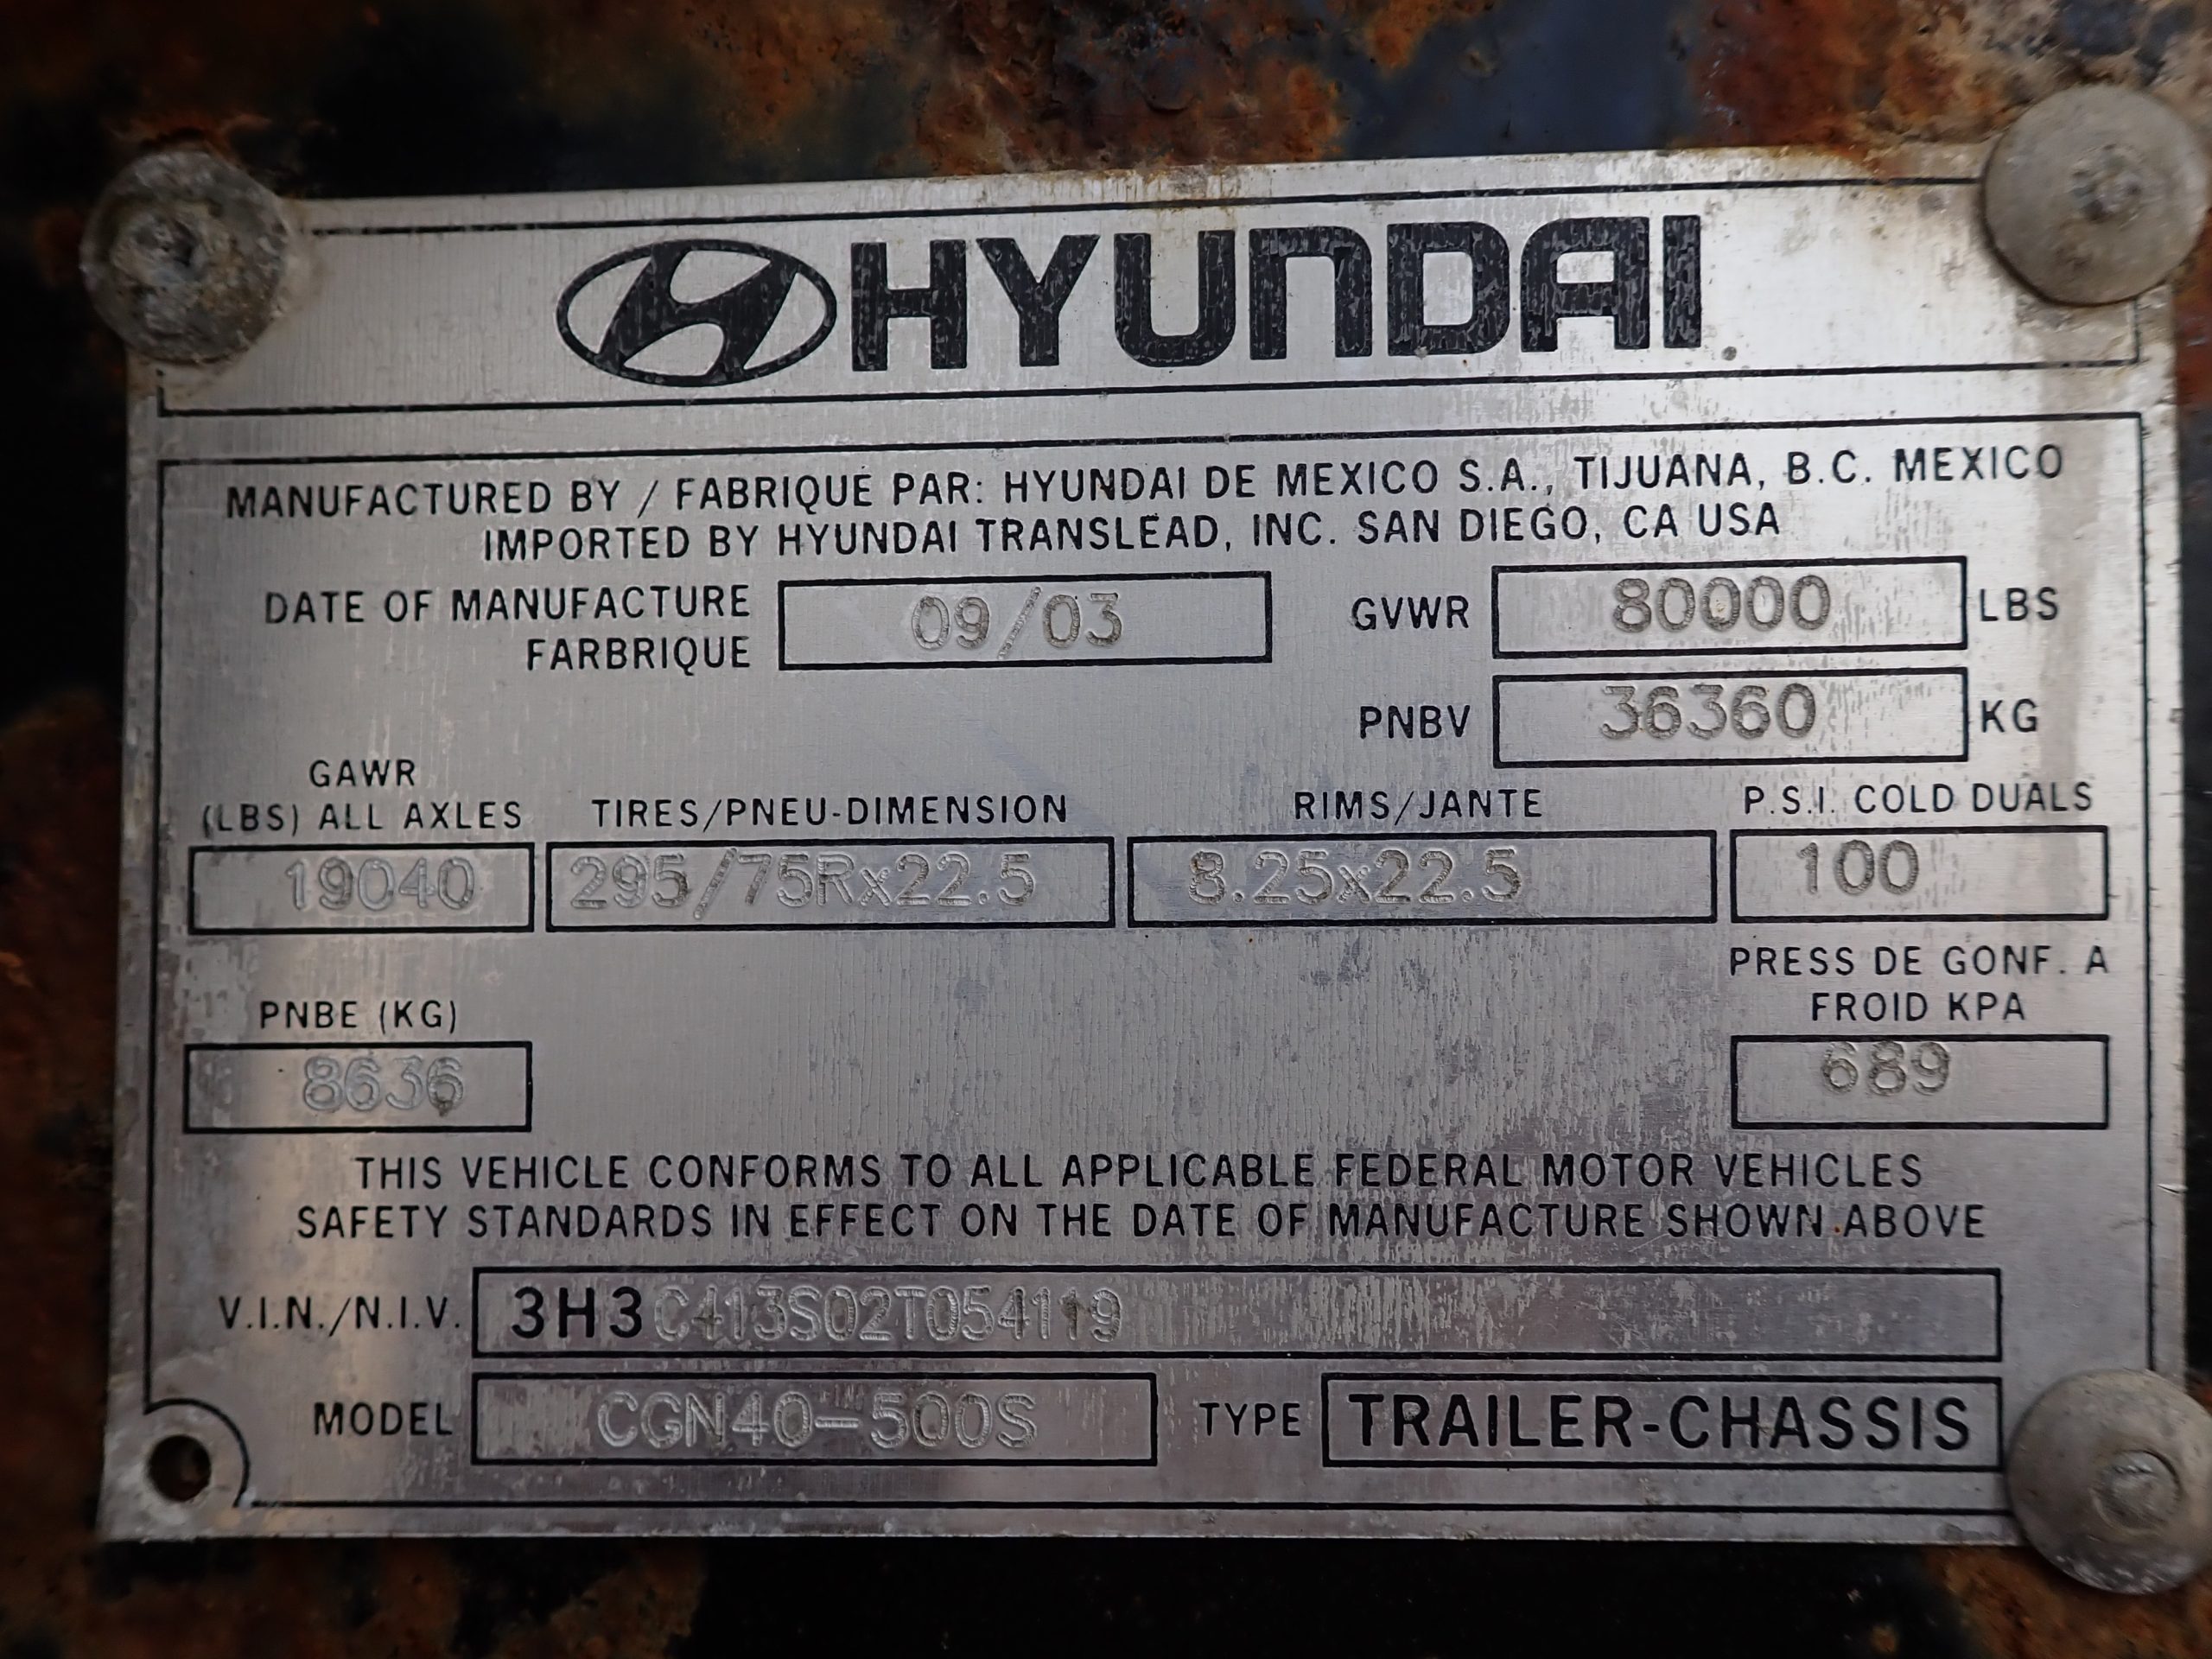 HYUNDAI
MANUFACTURED BY / FABRIQUE PAR: HYUNDAI DE MEXICO S.A., TIJUANA, B.C. MEXICO
IMPORTED BY HYUNDAI TRANSLEAD, INC. SAN DIEGO, CA USA
DATE OF MANUFACTURE
FARBRIQUE
09/03
GVWR 80000 LBS
PNBV 36360 KG
GAWR
(LBS) ALL AXLES
19040
TIRES/PNEU-DIMENSION
295/75Rx22.5
RIMS/JANTE
8.25x22.5
P.S.I. COLD DUALS
100
PNBE (KG)
8636
PRESS DE GONF. A
FROID KPA
689
THIS VEHICLE CONFORMS TO ALL APPLICABLE FEDERAL MOTOR VEHICLES
SAFETY STANDARDS IN EFFECT ON THE DATE OF MANUFACTURE SHOWN ABOVE
V.I.N./N.I.V. 3H3C413S02T054119
MODEL CGN40-500S TYPE TRAILER-CHASSIS